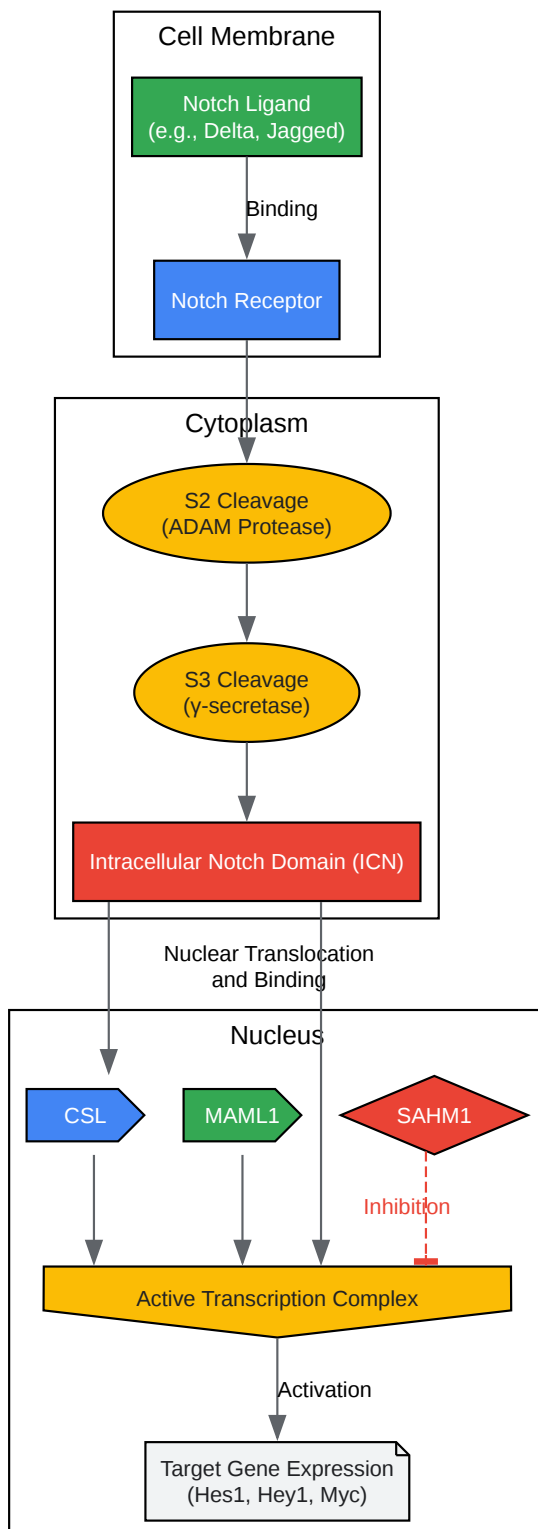 Cell Membrane
Notch Ligand
(e.g., Delta, Jagged)
Binding
Notch Receptor
Cytoplasm
S2 Cleavage
(ADAM Protease)
S3 Cleavage
(γ-secretase)
Intracellular Notch Domain (ICN)
Nuclear Translocation
and Binding
Nucleus
CSL
MAML1
SAHM1
Inhibition
Active Transcription Complex
Activation
Target Gene Expression
(Hes1, Hey1, Myc)